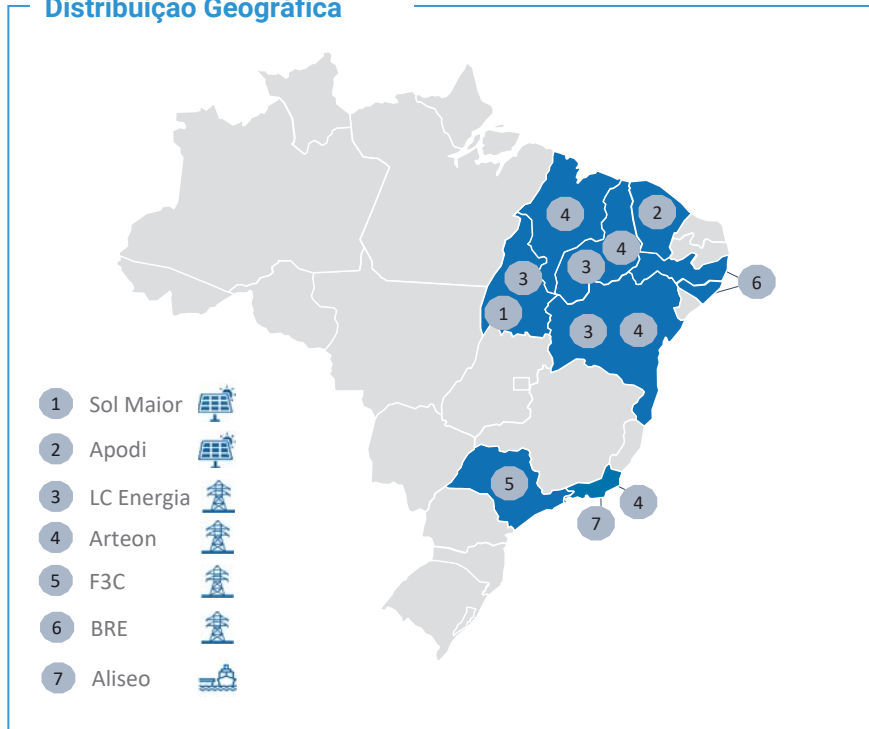 Distribuição Geográfica
4
2
4
3
3
6
1
3
4
5
4
7
1 Sol Maior
2 Apodi
3 LC Energia
4 Arteon
5 F3C
6 BRE
7 Aliseo